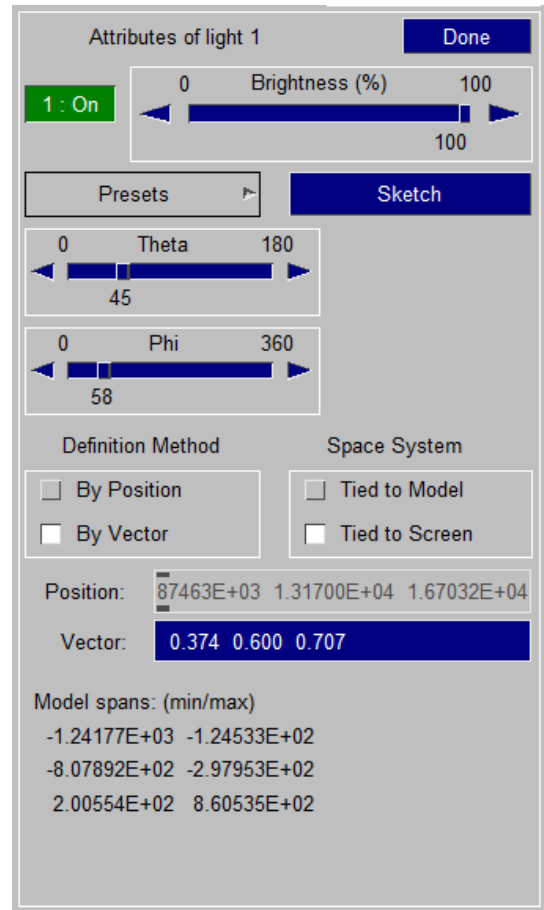 Attributes of light 1 Done
0 Brightness (%) 100
1 : On
100
Presets Sketch
0 Theta 180
45
0 Phi 360
58
Definition Method Space System
By Position Tied to Model
By Vector Tied to Screen
Position: 87463E+03 1.31700E+04 1.67032E+04
Vector: 0.374 0.600 0.707
Model spans: (min/max)
-1.24177E+03 -1.24533E+02
-8.07892E+02 -2.97953E+02
2.00554E+02 8.60535E+02